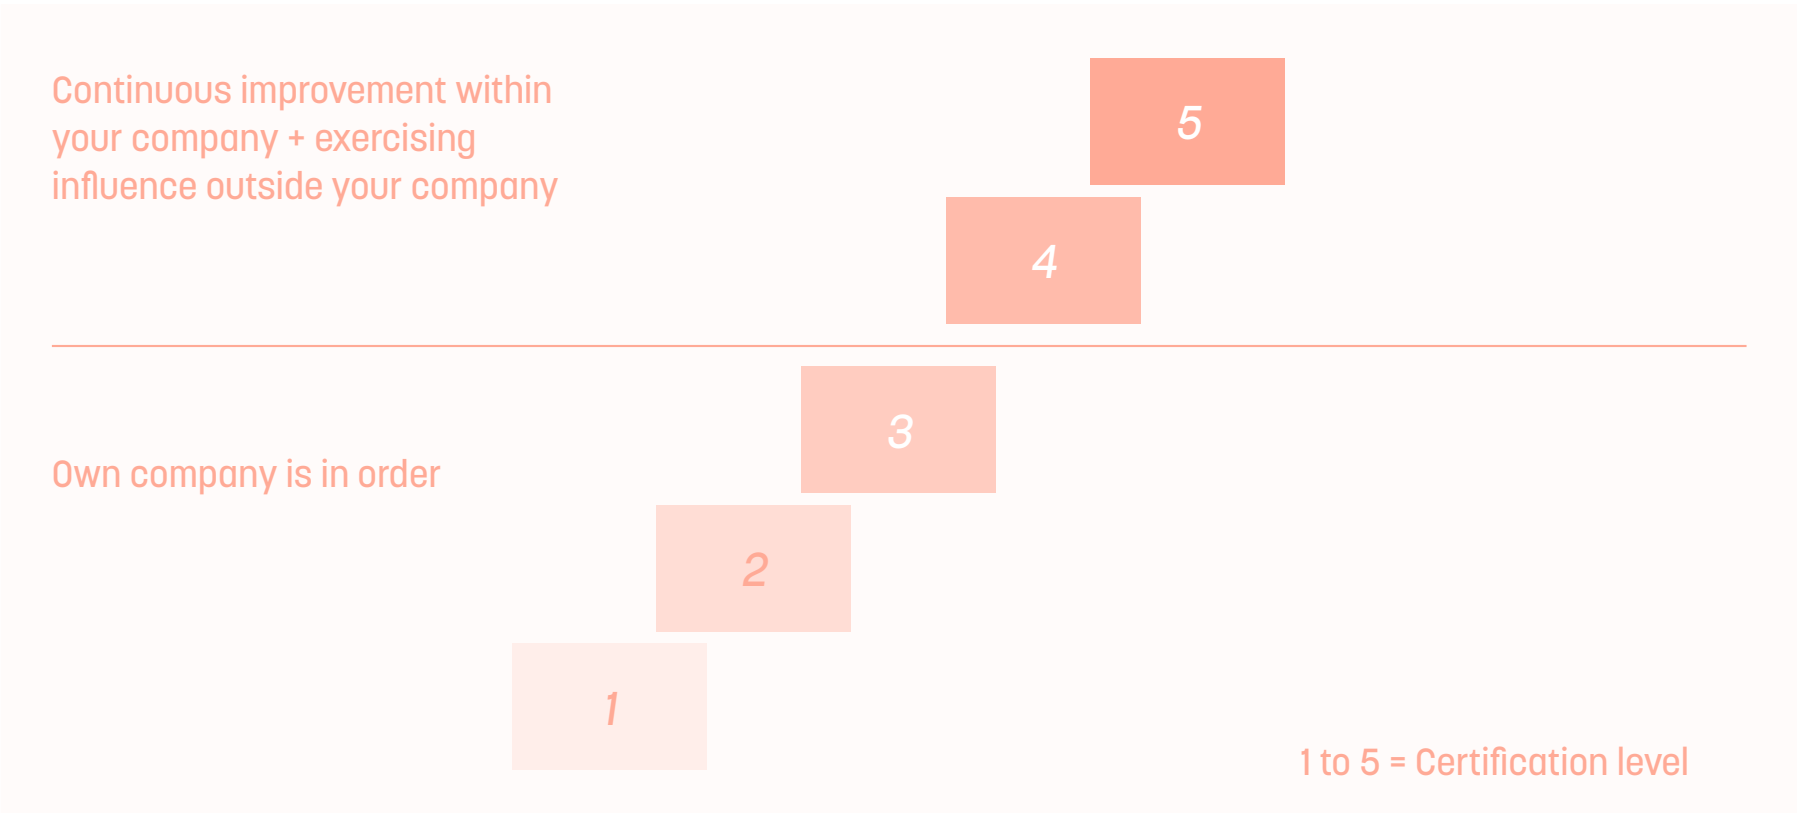 Continuous improvement within
your company + exercising
influence outside your company
5
4
3
Own company is in order
2
1
1 to 5 = Certification level